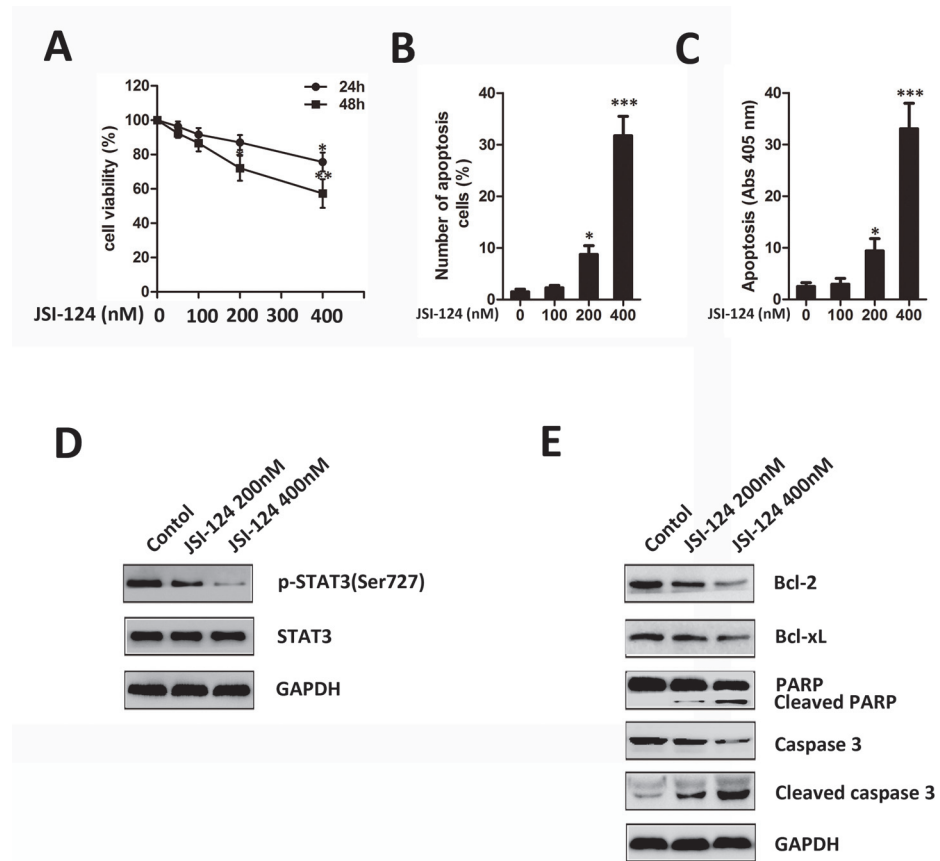 A
120
100
80
60
40
20
0
cell viability (%)
24h
48h
*
*
**
JSI-124 (nM) 0 100 200 300 400
B
40
30
20
10
0
Number of apoptosis
cells (%)
*
***
JSI-124 (nM) 0 100 200 400
C
40
30
20
10
0
Apoptosis (Abs 405 nm)
*
***
JSI-124 (nM) 0 100 200 400
D
Contol
JSI-124 200nM
JSI-124 400nM
p-STAT3(Ser727)
STAT3
GAPDH
E
Contol
JSI-124 200nM
JSI-124 400nM
Bcl-2
Bcl-xL
PARP
Cleaved PARP
Caspase 3
Cleaved caspase 3
GAPDH